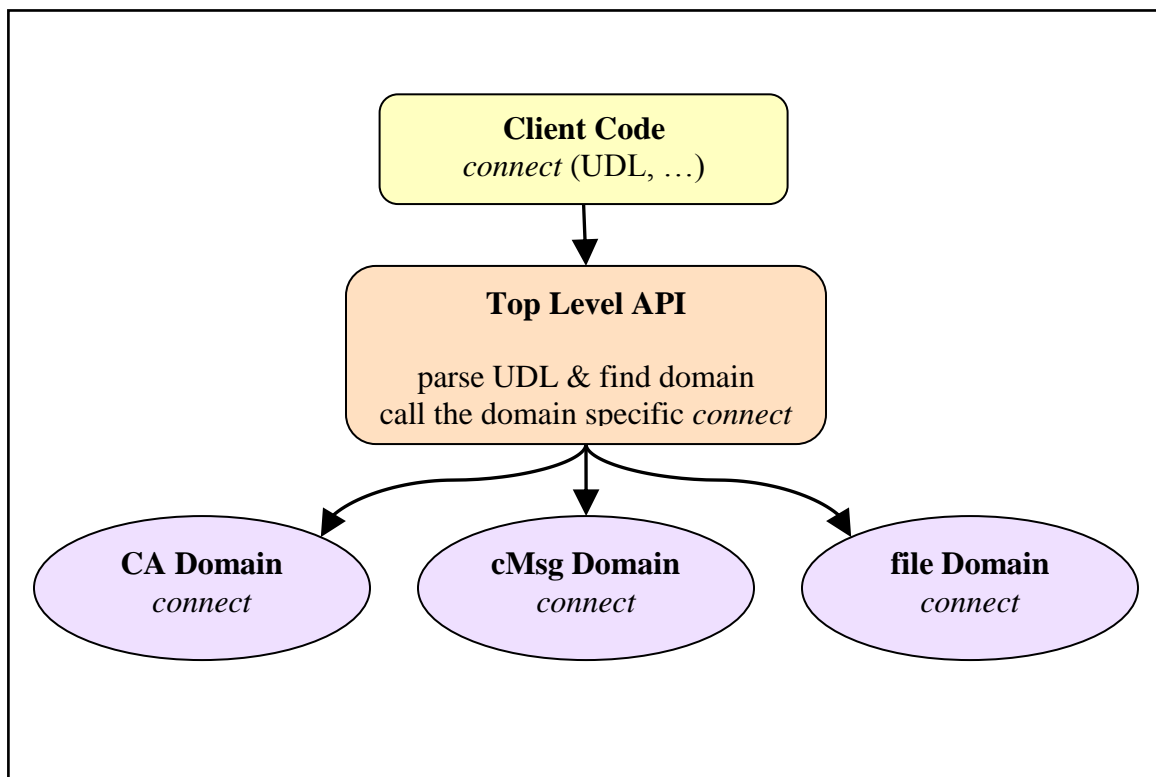 Client Code
connect (UDL, …)
Top Level API
parse UDL & find domain
call the domain specific connect
CA Domain
connect
cMsg Domain
connect
file Domain
connect